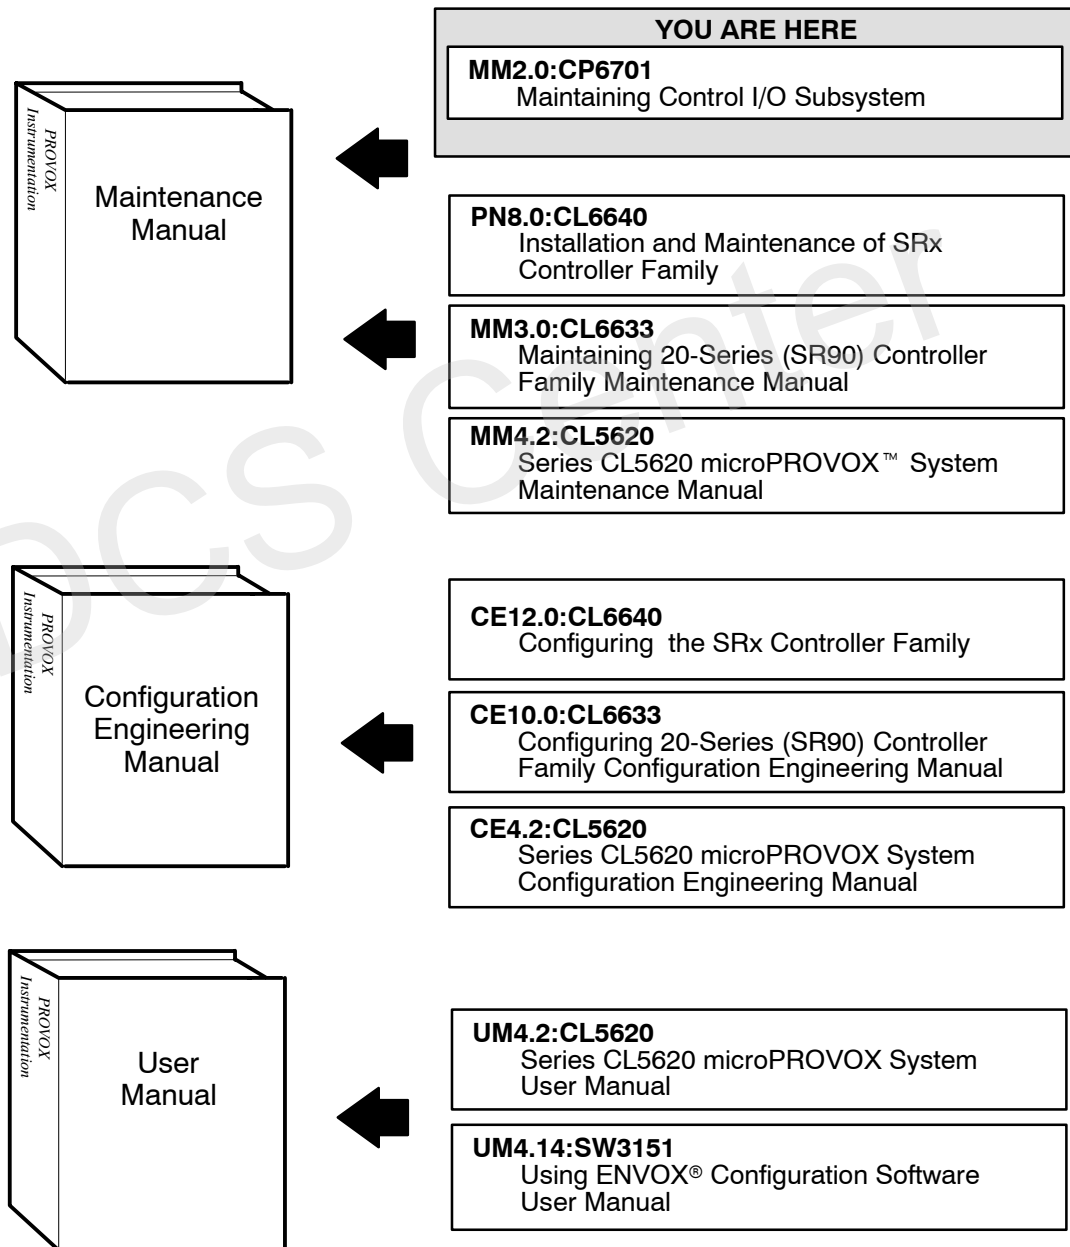 YOU ARE HERE
MM2.0:CP6701
Maintaining Control I/O Subsystem
PROVOX
Instrumentation
Maintenance
Manual
PN8.0:CL6640
Installation and Maintenance of SRx
Controller Family
MM3.0:CL6633
Maintaining 20-Series (SR90) Controller
Family Maintenance Manual
MM4.2:CL5620
Series CL5620 microPROVOX™ System
Maintenance Manual
PROVOX
Instrumentation
Configuration
Engineering
Manual
CE12.0:CL6640
Configuring the SRx Controller Family
CE10.0:CL6633
Configuring 20-Series (SR90) Controller
Family Configuration Engineering Manual
CE4.2:CL5620
Series CL5620 microPROVOX System
Configuration Engineering Manual
PROVOX
Instrumentation
User
Manual
UM4.2:CL5620
Series CL5620 microPROVOX System
User Manual
UM4.14:SW3151
Using ENVOX® Configuration Software
User Manual
DCS Center